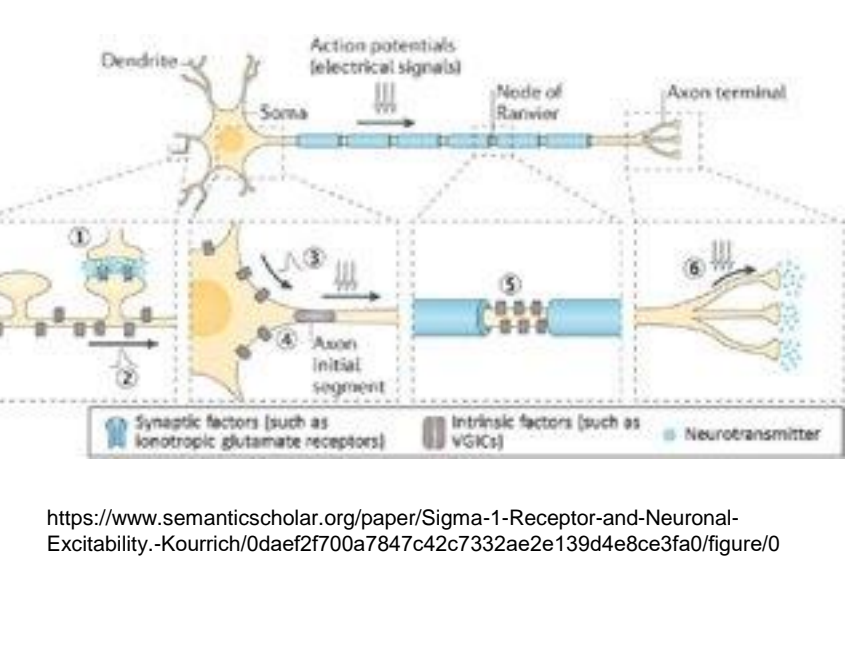 Action potentials
(electrical signals)
Dendrite
Node of
Ranvier
Axon terminal
Soma
1
3
6
5
4
Axon
initial
segment
2
Synaptic factors (such as
ionotropic glutamate receptors)
Intrinsic factors (such as
VGICs)
Neurotransmitter
https://www.semanticscholar.org/paper/Sigma-1-Receptor-and-Neuronal-
Excitability.-Kourrich/0daef2f700a7847c42c7332ae2e139d4e8ce3fa0/figure/0